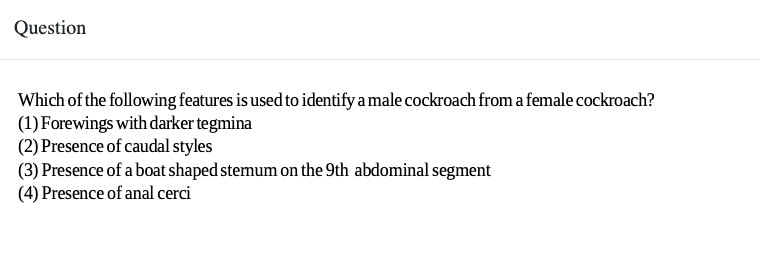 Question
Which of the following features is used to identify a male cockroach from a female cockroach?
(1) Forewings with darker tegmina
(2) Presence of caudal styles
(3) Presence of a boat shaped sternum on the 9th abdominal segment
(4) Presence of anal cerci